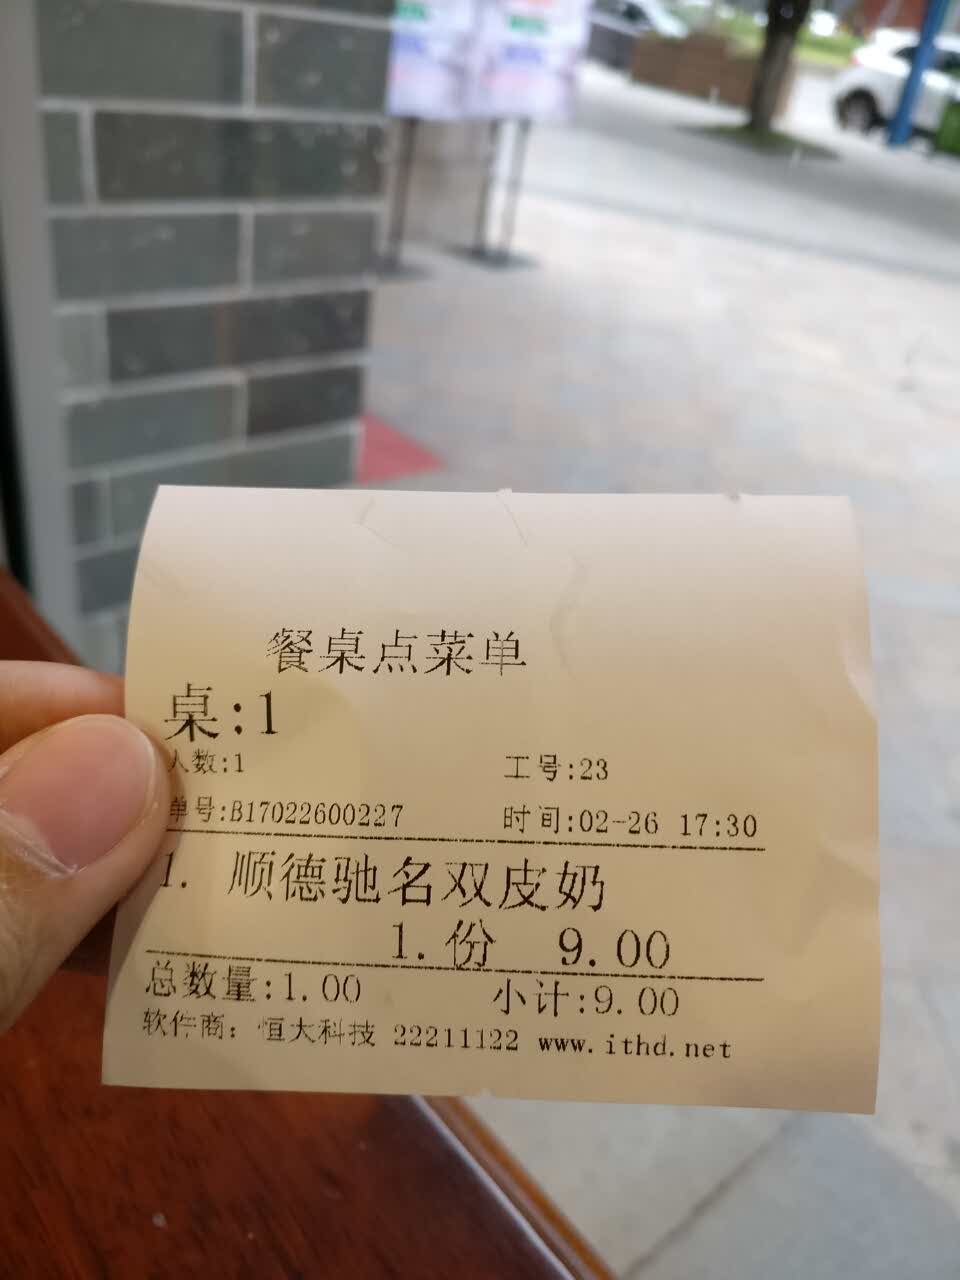 餐桌点菜单
桌:1
人数:1 工号:23
单号:B17022600227 时间:02-26 17:30
1. 顺德驰名双皮奶
1.份 9.00
总数量:1.00 小计:9.00
软件商: 恒大科技 22211122 www.ithd.net